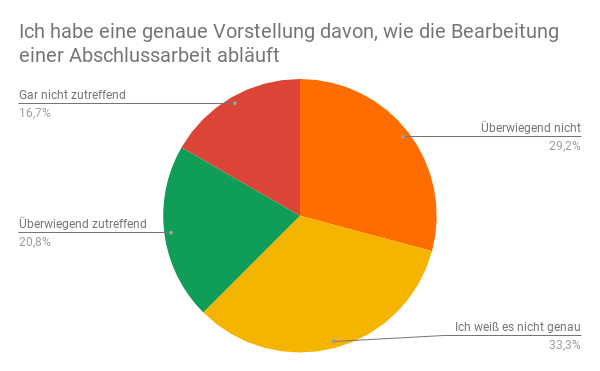 Ich habe eine genaue Vorstellung davon, wie die Bearbeitung
einer Abschlussarbeit abläuft
Gar nicht zutreffend
16,7%
Überwiegend nicht
29,2%
Überwiegend zutreffend
20,8%
Ich weiß es nicht genau
33,3%